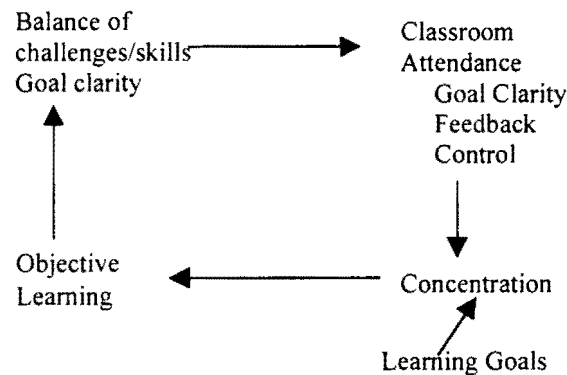 Balance of
challenges/skills
Goal clarity
Classroom
Attendance
Goal Clarity
Feedback
Control
Objective
Learning
Concentration
Learning Goals